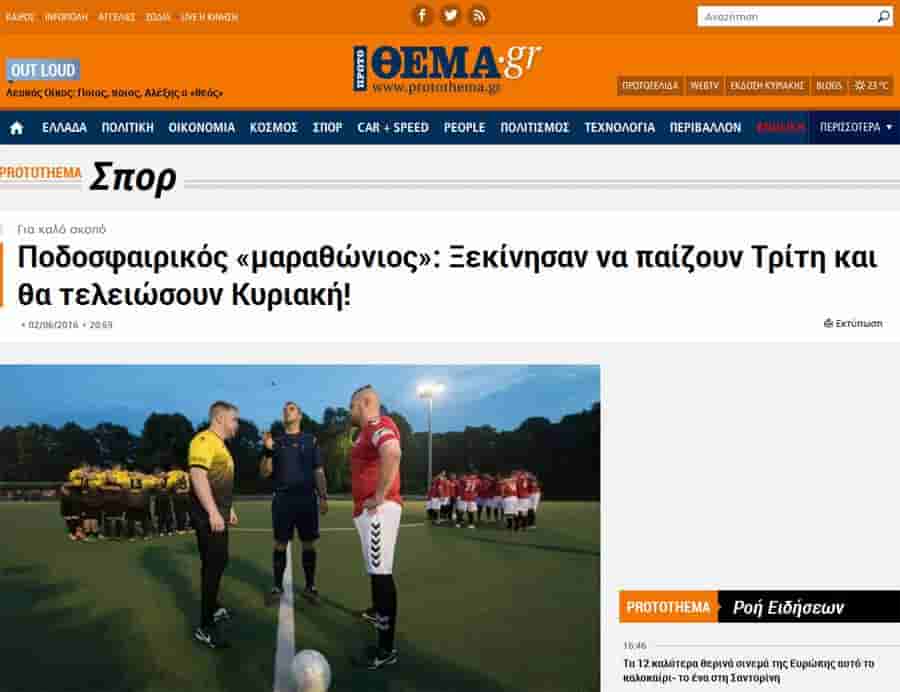 ΚΑΙΡΟΣ • ΙΝΦΟΠΟΛΗ • ΑΓΓΕΛΙΕΣ • ΖΩΔΙΑ • LIVE Η ΚΙΝΗΣΗ
Αναζήτηση
OUT LOUD
Λευκός Οίκος: Ποιος, ποιος, Αλέξης ο «θεός»
ΠΡΩΤΟ ΘΕΜΑ.gr
www.protothema.gr
ΠΡΩΤΟΣΕΛΙΔΑ WEBTV ΕΚΔΟΣΗ ΚΥΡΙΑΚΗΣ BLOGS 23 °C
ΕΛΛΑΔΑ ΠΟΛΙΤΙΚΗ ΟΙΚΟΝΟΜΙΑ ΚΟΣΜΟΣ ΣΠΟΡ CAR + SPEED PEOPLE ΠΟΛΙΤΙΣΜΟΣ ΤΕΧΝΟΛΟΓΙΑ ΠΕΡΙΒΑΛΛΟΝ ENGLISH ΠΕΡΙΣΣΟΤΕΡΑ
PROTOTHEMA Σπορ
Για καλό σκοπό
Ποδοσφαιρικός «μαραθώνιος»: Ξεκίνησαν να παίζουν Τρίτη και
θα τελειώσουν Κυριακή!
• 02/06/2016 •
Εκτύπωση
PROTOTHEMA Ροή Ειδήσεων
16:46
Τα 12 καλύτερα θερινά σινεμά της Ευρώπης αυτό το
καλοκαίρι- το ένα στη Σαντορίνη